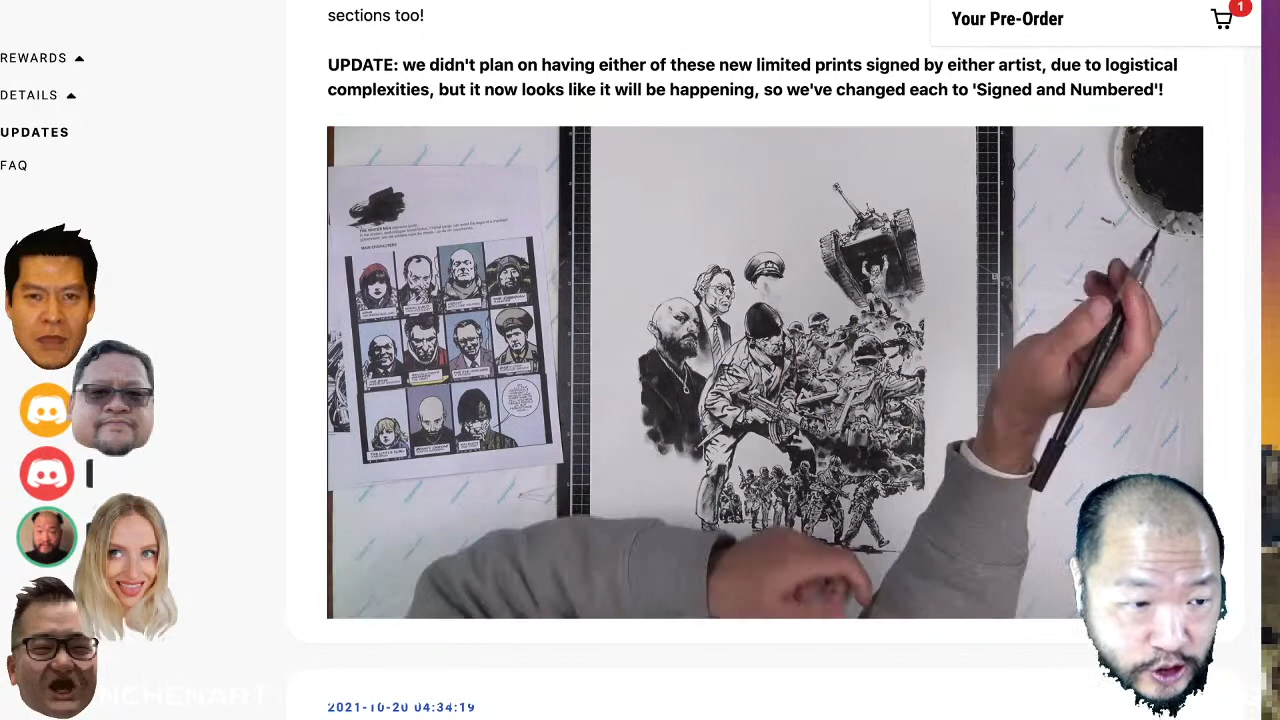 sections too!
Your Pre-Order
1
REWARDS
UPDATE: we didn't plan on having either of these new limited prints signed by either artist, due to logistical
complexities, but it now looks like it will be happening, so we've changed each to 'Signed and Numbered'!
DETAILS
UPDATES
FAQ
MAIN CHARACTERS
2021-10-20 04:34:19